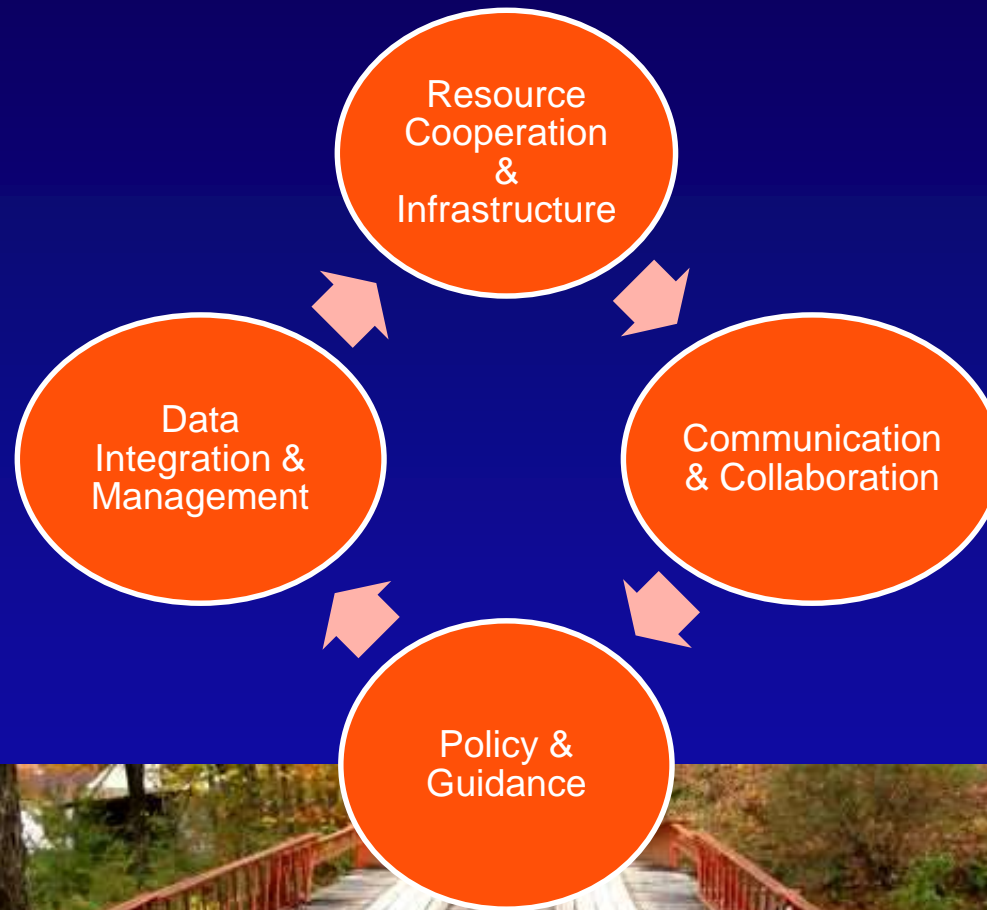 Resource
Cooperation
&
Infrastructure
Data
Integration &
Management
Communication
& Collaboration
Policy &
Guidance